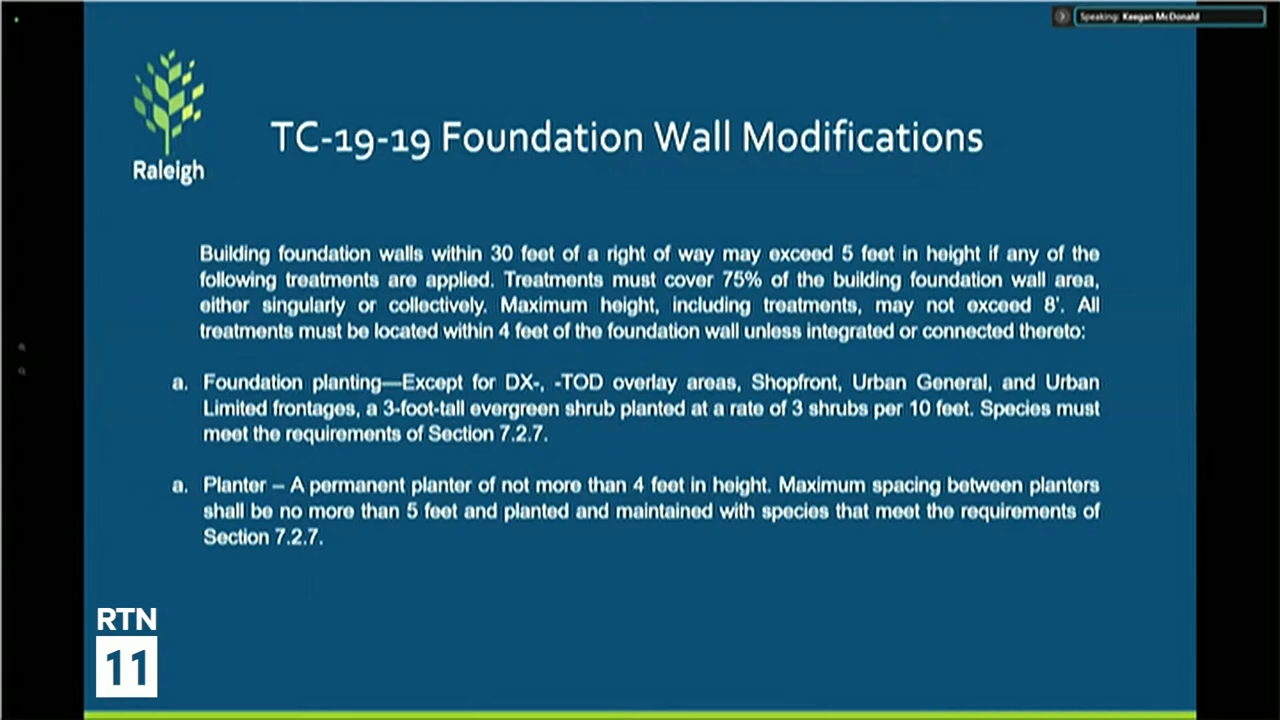 Speaking: Keegan McDonald
Raleigh
TC-19-19 Foundation Wall Modifications
Building foundation walls within 30 feet of a right of way may exceed 5 feet in height if any of the
following treatments are applied. Treatments must cover 75% of the building foundation wall area,
either singularly or collectively. Maximum height, including treatments, may not exceed 8'. All
treatments must be located within 4 feet of the foundation wall unless integrated or connected thereto:
a. Foundation planting—Except for DX-, -TOD overlay areas, Shopfront, Urban General, and Urban
Limited frontages, a 3-foot-tall evergreen shrub planted at a rate of 3 shrubs per 10 feet. Species must
meet the requirements of Section 7.2.7.
a. Planter – A permanent planter of not more than 4 feet in height. Maximum spacing between planters
shall be no more than 5 feet and planted and maintained with species that meet the requirements of
Section 7.2.7.
RTN
11